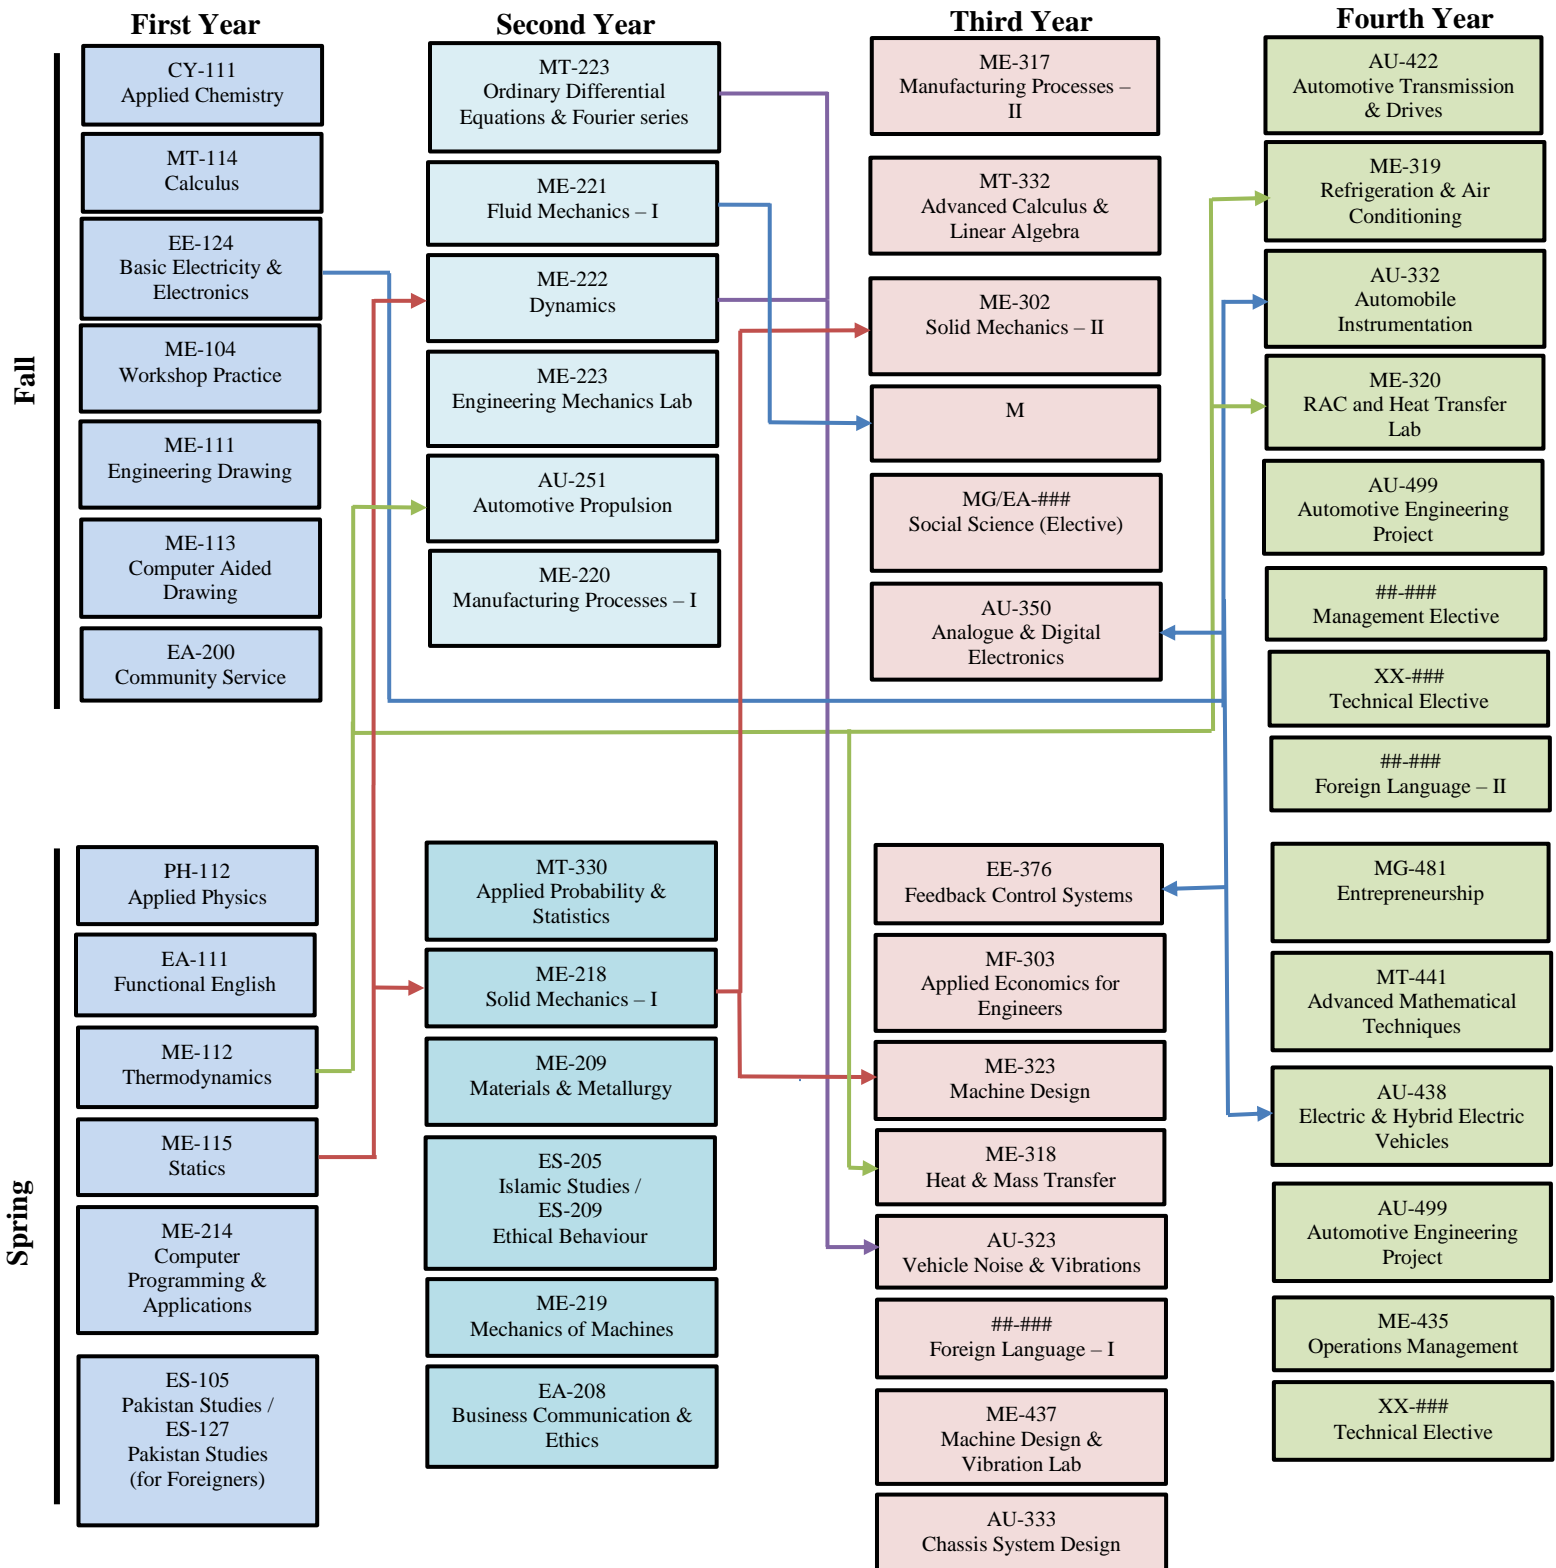 First Year
Second Year
Third Year
Fourth Year
Fall
CY-111
Applied Chemistry
MT-114
Calculus
EE-124
Basic Electricity &
Electronics
ME-104
Workshop Practice
ME-111
Engineering Drawing
ME-113
Computer Aided
Drawing
EA-200
Community Service
MT-223
Ordinary Differential
Equations & Fourier series
ME-221
Fluid Mechanics – I
ME-222
Dynamics
ME-223
Engineering Mechanics Lab
AU-251
Automotive Propulsion
ME-220
Manufacturing Processes – I
ME-317
Manufacturing Processes –
II
MT-332
Advanced Calculus &
Linear Algebra
ME-302
Solid Mechanics – II
M
MG/EA-###
Social Science (Elective)
AU-350
Analogue & Digital
Electronics
AU-422
Automotive Transmission
& Drives
ME-319
Refrigeration & Air
Conditioning
AU-332
Automobile
Instrumentation
ME-320
RAC and Heat Transfer
Lab
AU-499
Automotive Engineering
Project
##-###
Management Elective
XX-###
Technical Elective
##-###
Foreign Language – II
Spring
PH-112
Applied Physics
EA-111
Functional English
ME-112
Thermodynamics
ME-115
Statics
ME-214
Computer
Programming &
Applications
ES-105
Pakistan Studies /
ES-127
Pakistan Studies
(for Foreigners)
MT-330
Applied Probability &
Statistics
ME-218
Solid Mechanics – I
ME-209
Materials & Metallurgy
ES-205
Islamic Studies /
ES-209
Ethical Behaviour
ME-219
Mechanics of Machines
EA-208
Business Communication &
Ethics
EE-376
Feedback Control Systems
MF-303
Applied Economics for
Engineers
ME-323
Machine Design
ME-318
Heat & Mass Transfer
AU-323
Vehicle Noise & Vibrations
##-###
Foreign Language – I
ME-437
Machine Design &
Vibration Lab
AU-333
Chassis System Design
MG-481
Entrepreneurship
MT-441
Advanced Mathematical
Techniques
AU-438
Electric & Hybrid Electric
Vehicles
AU-499
Automotive Engineering
Project
ME-435
Operations Management
XX-###
Technical Elective